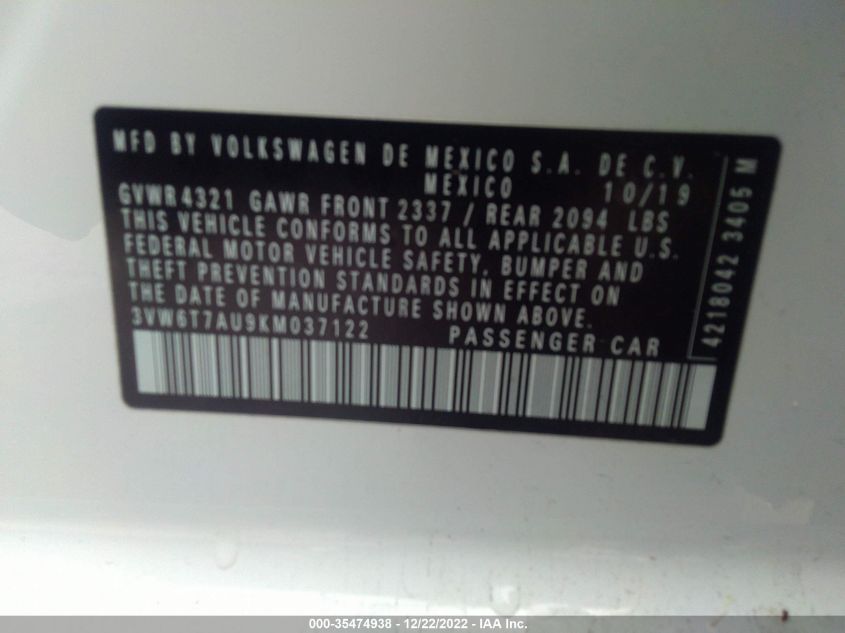 MFD BY VOLKSWAGEN DE MEXICO S.A. DE C.V.
MEXICO 10/19
GVWR4321 GAWR FRONT 2337 / REAR 2094 LBS
THIS VEHICLE CONFORMS TO ALL APPLICABLE U.S.
FEDERAL MOTOR VEHICLE SAFETY, BUMPER AND
THEFT PREVENTION STANDARDS IN EFFECT ON
THE DATE OF MANUFACTURE SHOWN ABOVE.
3VW6T7AU9KM037122 PASSENGER CAR
4218042 3405 M
000-35474938 - 12/22/2022 - IAA Inc.